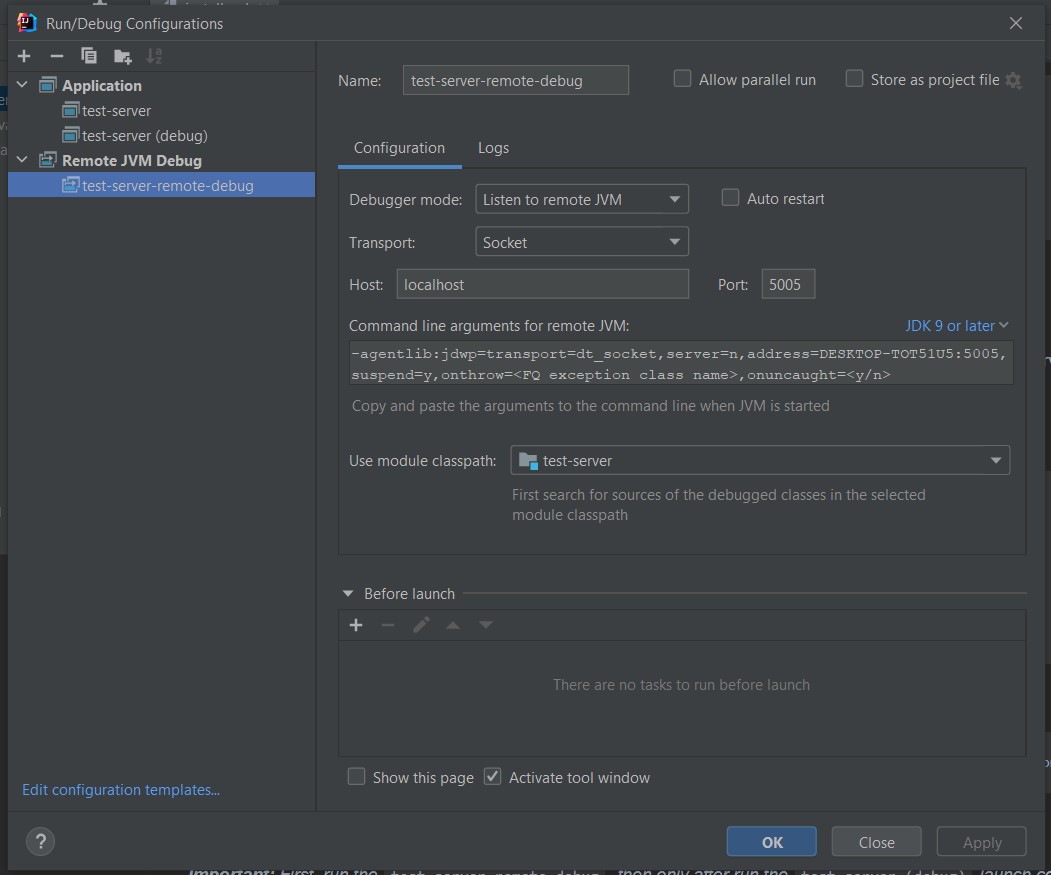 Run/Debug Configurations
Application
test-server
test-server (debug)
Remote JVM Debug
test-server-remote-debug
Edit configuration templates...
Name: test-server-remote-debug Allow parallel run Store as project file
Configuration Logs
Debugger mode: Listen to remote JVM Auto restart
Transport: Socket
Host: localhost Port: 5005
Command line arguments for remote JVM: JDK 9 or later
-agentlib:jdwp=transport=dt_socket,server=n,address=DESKTOP-TOT51U5:5005,
suspend=y,onthrow=<FQ exception class name>,onuncaught=<y/n>
Copy and paste the arguments to the command line when JVM is started
Use module classpath: test-server
First search for sources of the debugged classes in the selected
module classpath
Before launch
There are no tasks to run before launch
Show this page Activate tool window
? OK Close Apply